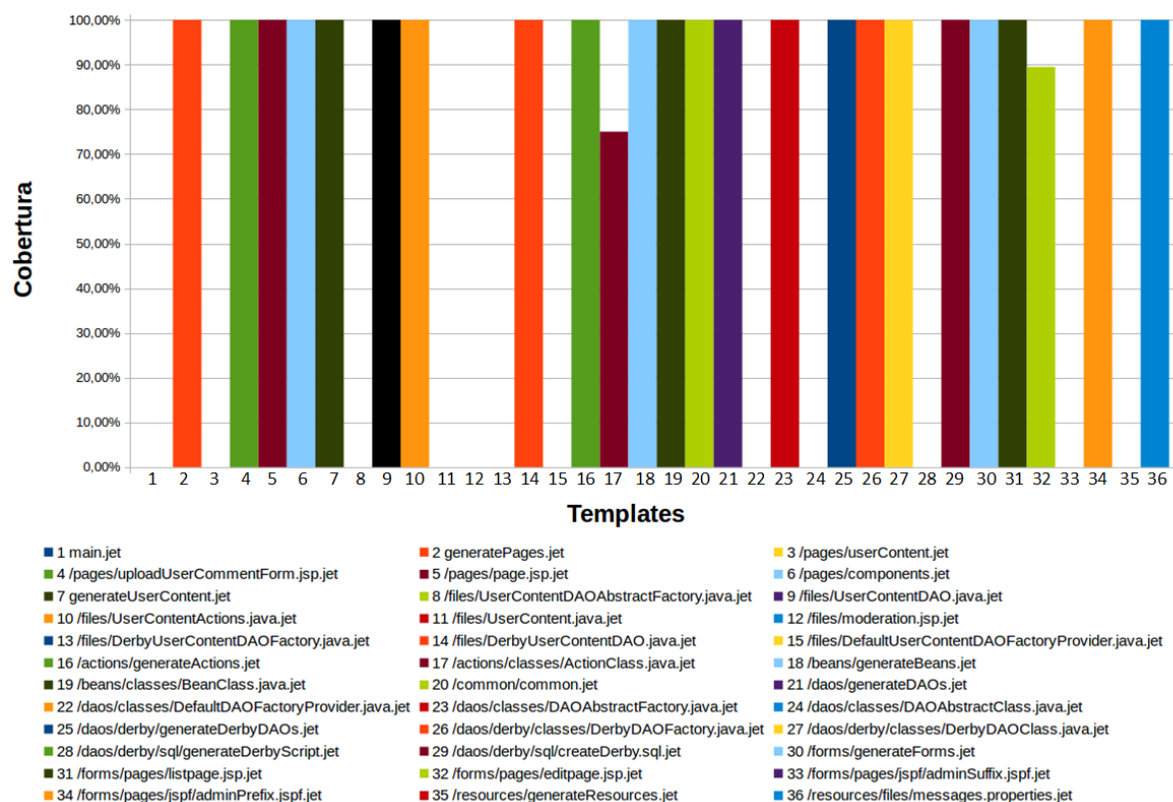 100,00%
90,00%
80,00%
70,00%
60,00%
50,00%
40,00%
30,00%
20,00%
10,00%
0,00%
Cobertura
1 2 3 4 5 6 7 8 9 10 11 12 13 14 15 16 17 18 19 20 21 22 23 24 25 26 27 28 29 30 31 32 33 34 35 36
Templates
1 main.jet 2 generatePages.jet 3 /pages/userContent.jet
4 /pages/uploadUserCommentForm.jsp.jet 5 /pages/page.jsp.jet 6 /pages/components.jet
7 generateUserContent.jet 8 /files/UserContentDAOAbstractFactory.java.jet 9 /files/UserContentDAO.java.jet
10 /files/UserContentActions.java.jet 11 /files/UserContent.java.jet 12 /files/moderation.jsp.jet
13 /files/DerbyUserContentDAOFactory.java.jet 14 /files/DerbyUserContentDAO.java.jet 15 /files/DefaultUserContentDAOFactoryProvider.java.jet
16 /actions/generateActions.jet 17 /actions/classes/ActionClass.java.jet 18 /beans/generateBeans.jet
19 /beans/classes/BeanClass.java.jet 20 /common/common.jet 21 /daos/generateDAOs.jet
22 /daos/classes/DefaultDAOFactoryProvider.java.jet 23 /daos/classes/DAOAbstractFactory.java.jet 24 /daos/classes/DAOAbstractClass.java.jet
25 /daos/derby/generateDerbyDAOs.jet 26 /daos/derby/classes/DerbyDAOFactory.java.jet 27 /daos/derby/classes/DerbyDAOClass.java.jet
28 /daos/derby/sql/generateDerbyScript.jet 29 /daos/derby/sql/createDerby.sql.jet 30 /forms/generateForms.jet
31 /forms/pages/listpage.jsp.jet 32 /forms/pages/editpage.jsp.jet 33 /forms/pages/jspf/adminSuffix.jspf.jet
34 /forms/pages/jspf/adminPrefix.jspf.jet 35 /resources/generateResources.jet 36 /resources/files/messages.properties.jet